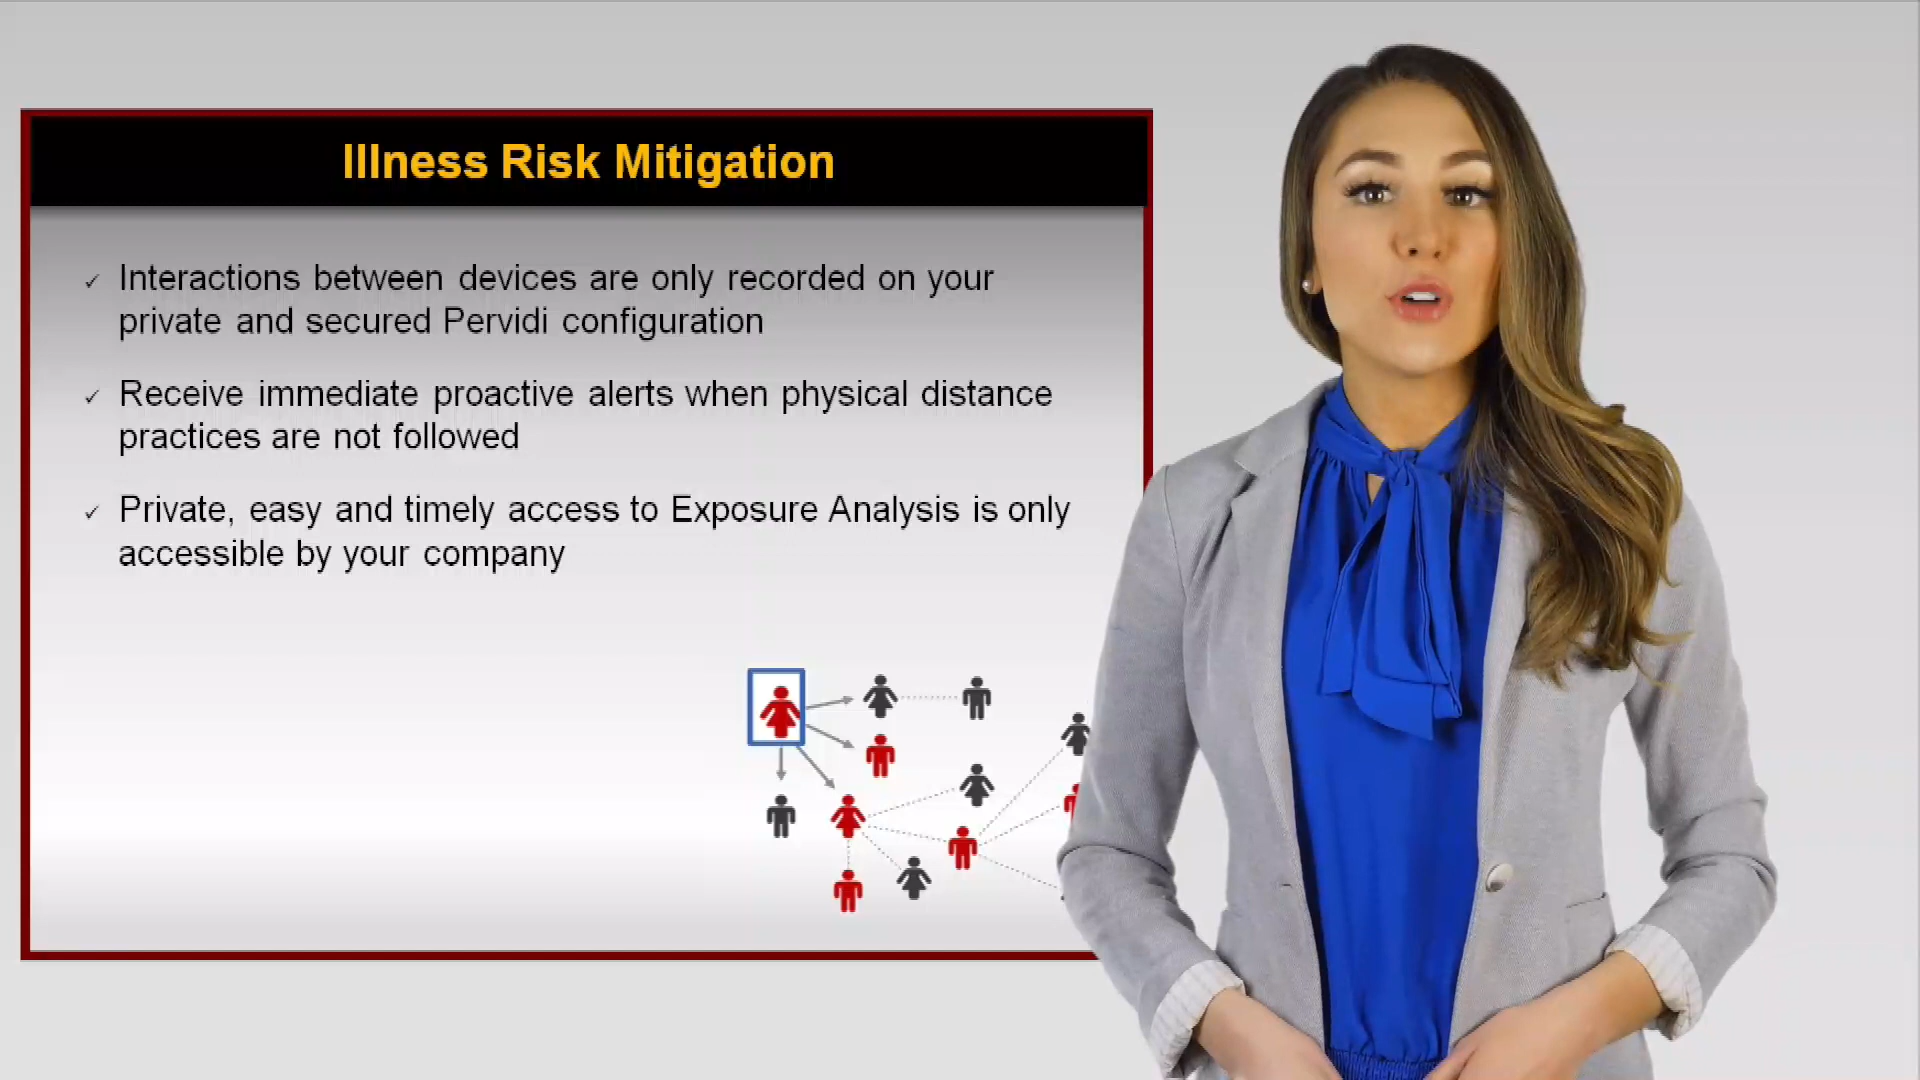 Illness Risk Mitigation
✓ Interactions between devices are only recorded on your
private and secured Pervidi configuration
✓ Receive immediate proactive alerts when physical distance
practices are not followed
✓ Private, easy and timely access to Exposure Analysis is only
accessible by your company